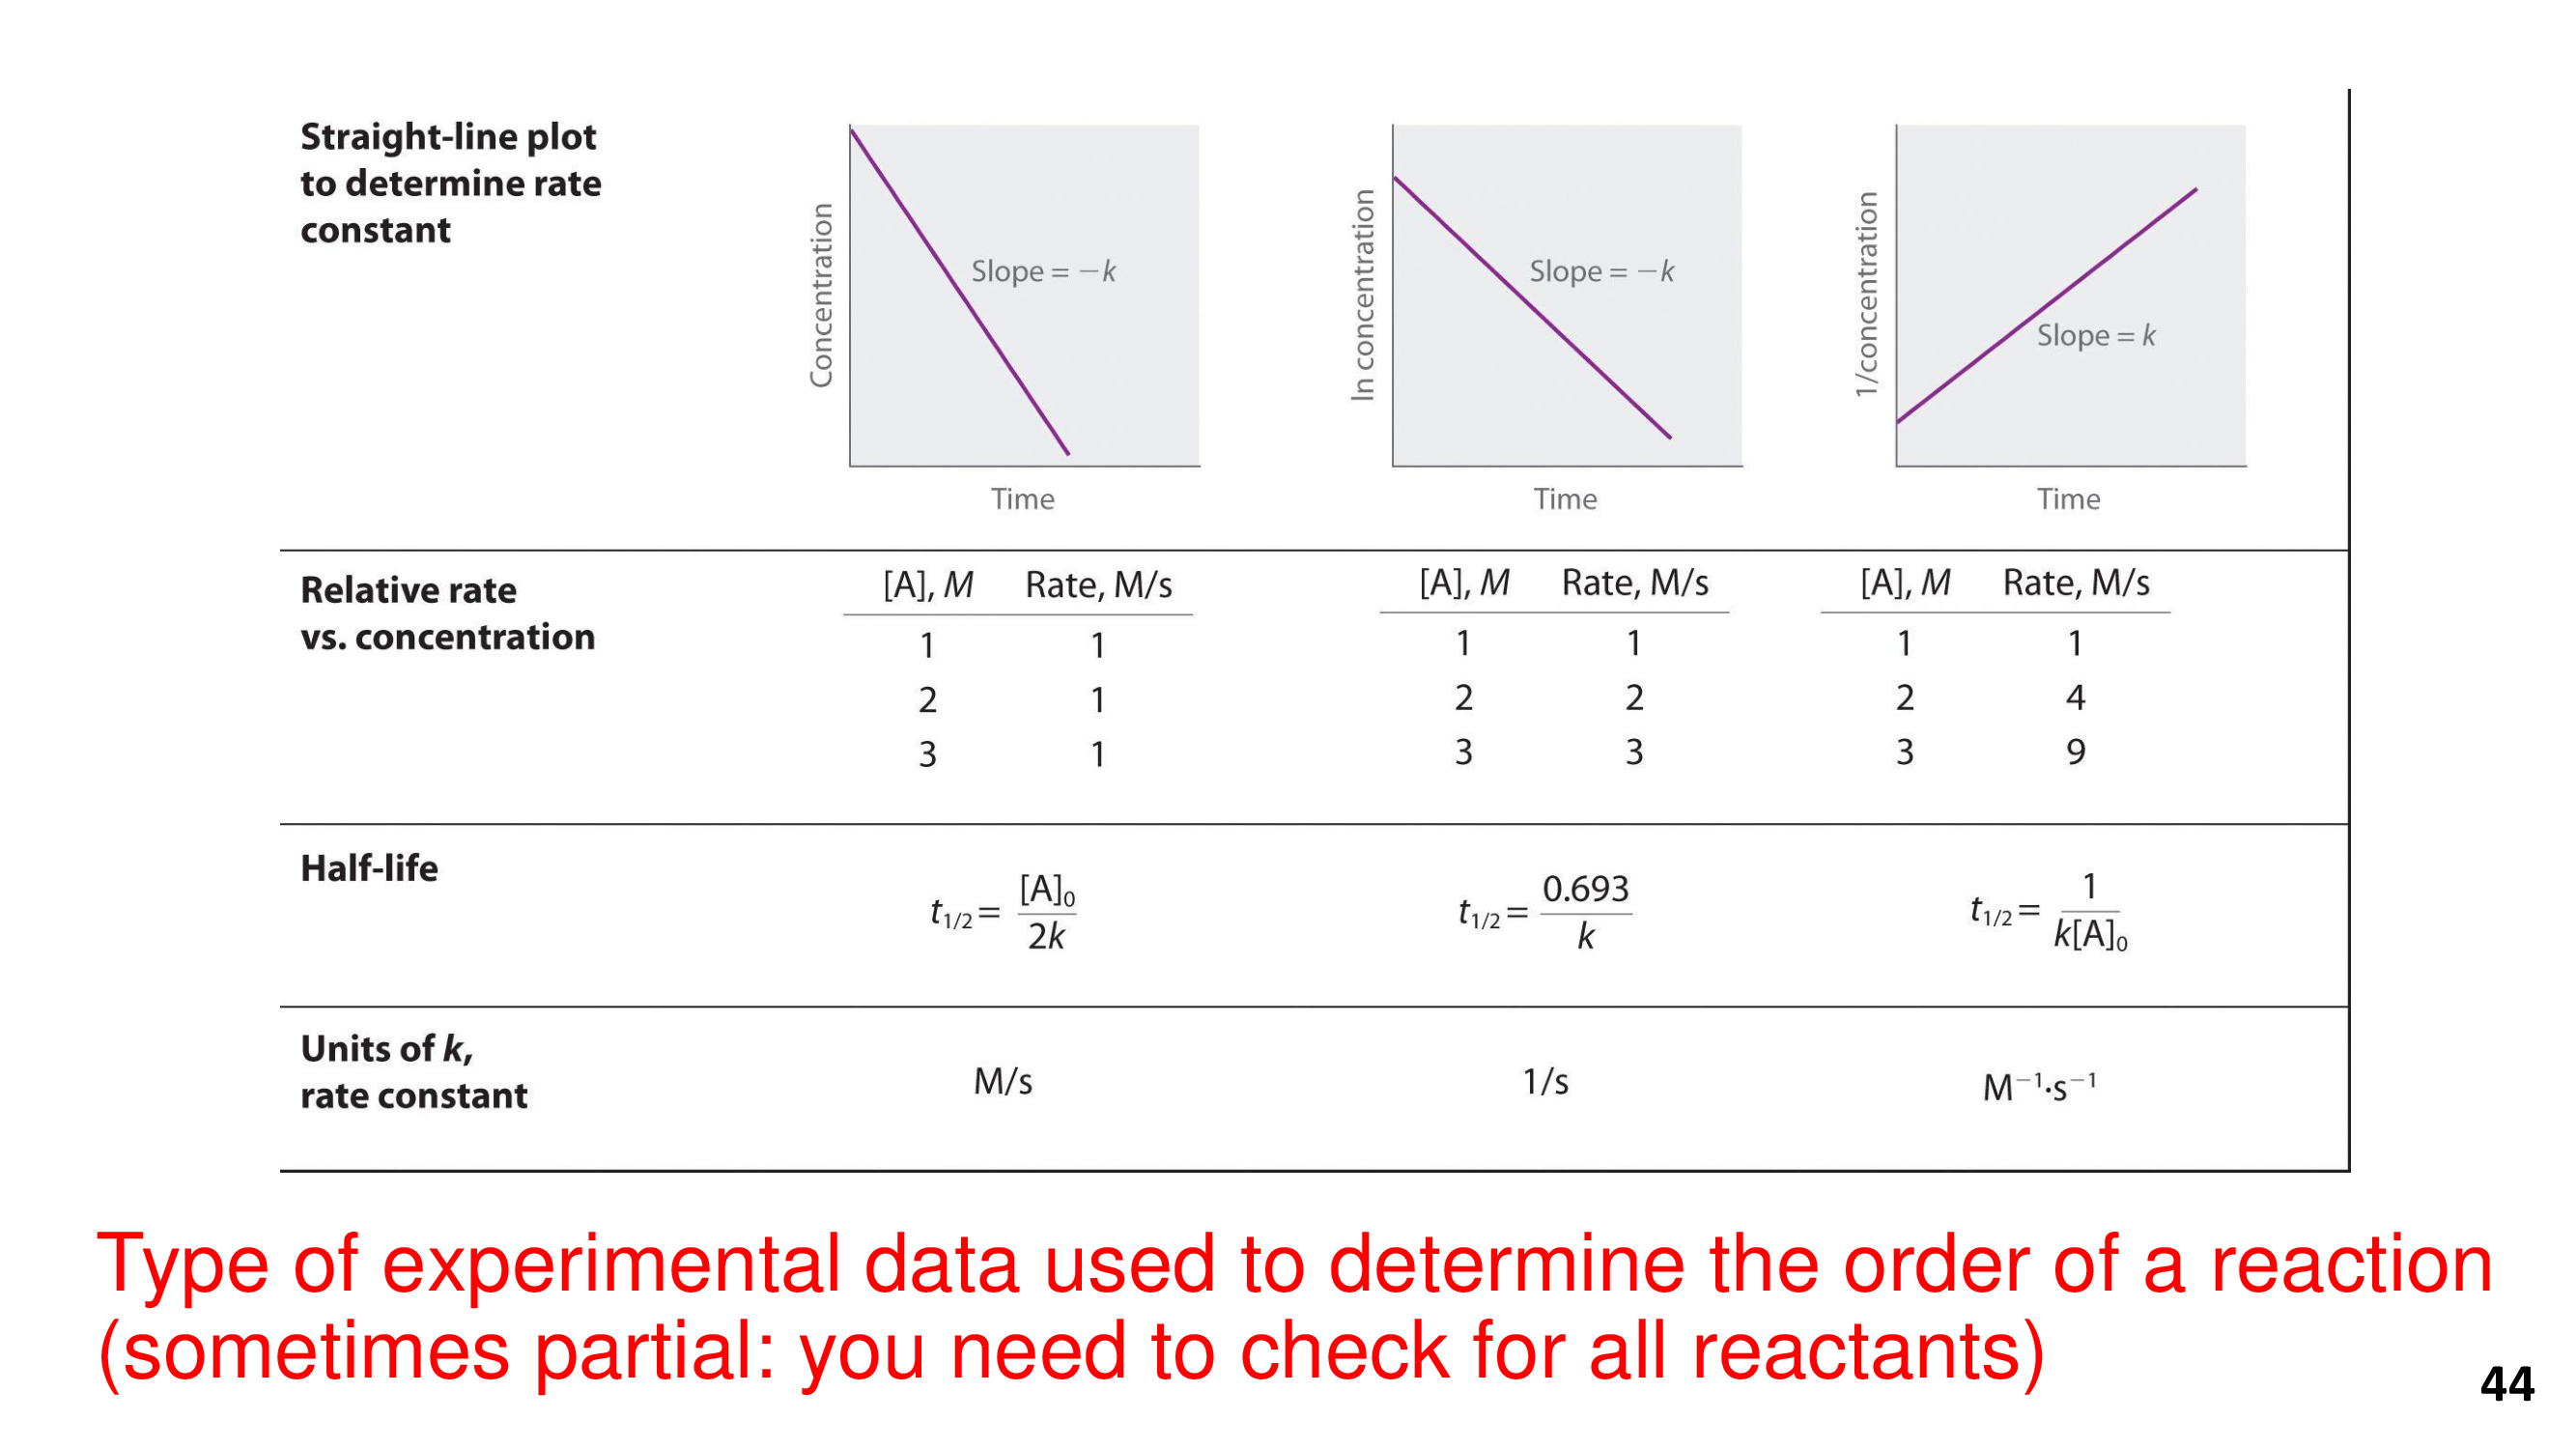 Straight-line plot
to determine rate
constant
Concentration
Slope = −k
Time
ln concentration
Slope = −k
Time
1/concentration
Slope = k
Time
Relative rate
vs. concentration
[A], M Rate, M/s
1 1
2 1
3 1
[A], M Rate, M/s
1 1
2 2
3 3
[A], M Rate, M/s
1 1
2 4
3 9
Half-life
t1/2 = [A]0 / 2k
t1/2 = 0.693 / k
t1/2 = 1 / k[A]0
Units of k,
rate constant
M/s
1/s
M⁻¹·s⁻¹
Type of experimental data used to determine the order of a reaction
(sometimes partial: you need to check for all reactants)
44